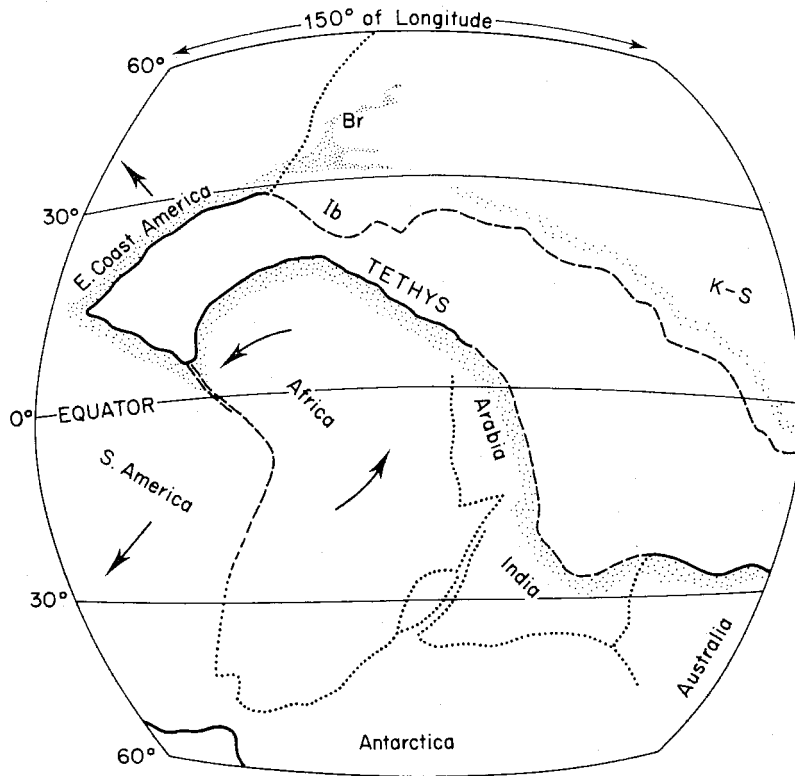 150° of Longitude
60°
Br
30°
E. Coast America
Ib
TETHYS
K-S
Africa
0° EQUATOR
Arabia
S. America
India
30°
Australia
Antarctica
60°